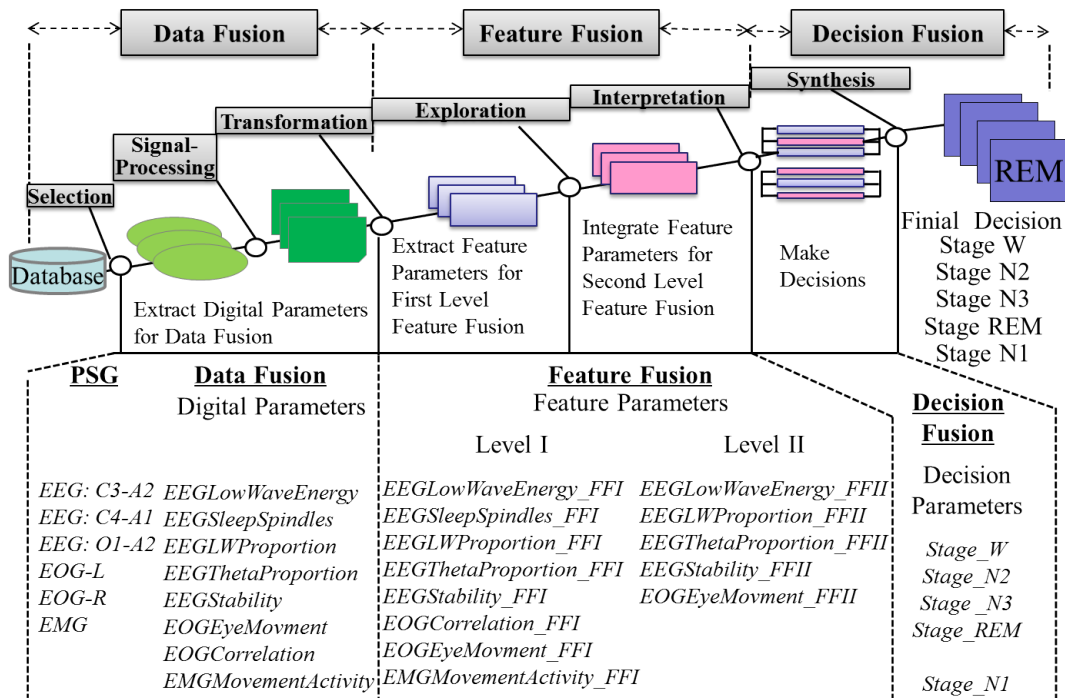 Data Fusion
Feature Fusion
Decision Fusion
Synthesis
Interpretation
Exploration
Transformation
Signal-
Processing
Selection
Database
REM
Extract Digital Parameters
for Data Fusion
Extract Feature
Parameters for
First Level
Feature Fusion
Integrate Feature
Parameters for
Second Level
Feature Fusion
Make
Decisions
Finial Decision
Stage W
Stage N2
Stage N3
Stage REM
Stage N1
PSG
EEG: C3-A2
EEG: C4-A1
EEG: O1-A2
EOG-L
EOG-R
EMG
Data Fusion
Digital Parameters
EEGLowWaveEnergy
EEGSleepSpindles
EEGLWProportion
EEGThetaProportion
EEGStability
EOGEyeMovment
EOGCorrelation
EMGMovementActivity
Feature Fusion
Feature Parameters
Level I
EEGLowWaveEnergy_FFI
EEGSleepSpindles_FFI
EEGLWProportion_FFI
EEGThetaProportion_FFI
EEGStability_FFI
EOGCorrelation_FFI
EOGEyeMovment_FFI
EMGMovementActivity_FFI
Level II
EEGLowWaveEnergy_FFII
EEGLWProportion_FFII
EEGThetaProportion_FFII
EEGStability_FFII
EOGEyeMovment_FFII
Decision
Fusion
Decision
Parameters
Stage_W
Stage_N2
Stage _N3
Stage_REM
Stage_N1